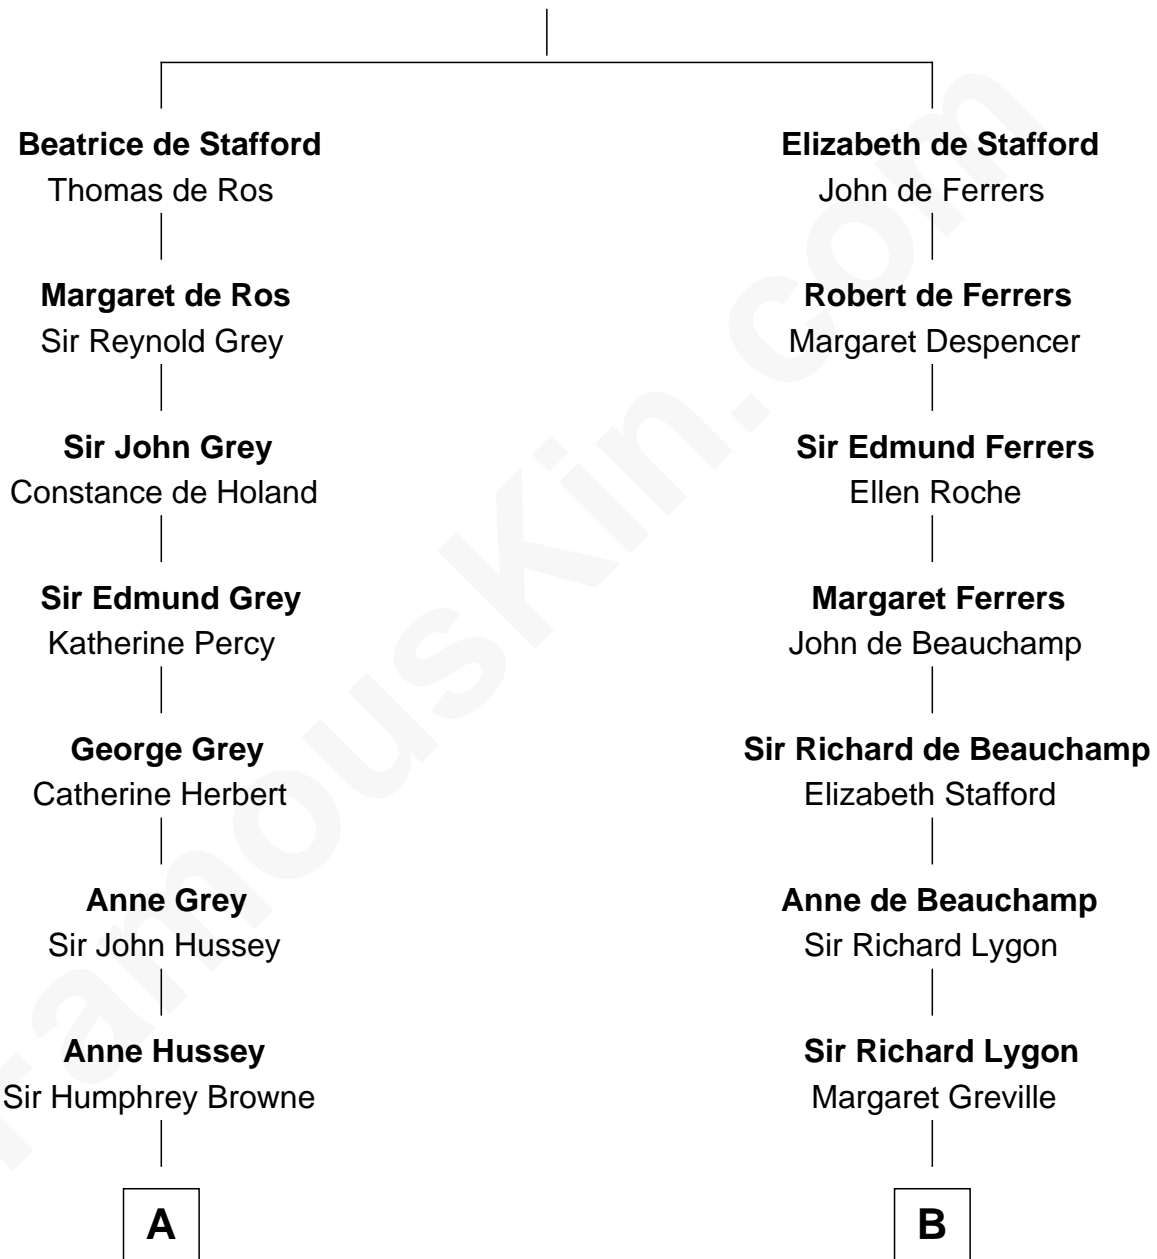 Beatrice de Stafford
Thomas de Ros
Margaret de Ros
Sir Reynold Grey
Sir John Grey
Constance de Holand
Sir Edmund Grey
Katherine Percy
George Grey
Catherine Herbert
Anne Grey
Sir John Hussey
Anne Hussey
Sir Humphrey Browne
A
Elizabeth de Stafford
John de Ferrers
Robert de Ferrers
Margaret Despencer
Sir Edmund Ferrers
Ellen Roche
Margaret Ferrers
John de Beauchamp
Sir Richard de Beauchamp
Elizabeth Stafford
Anne de Beauchamp
Sir Richard Lygon
Sir Richard Lygon
Margaret Greville
B
FamousKin.com